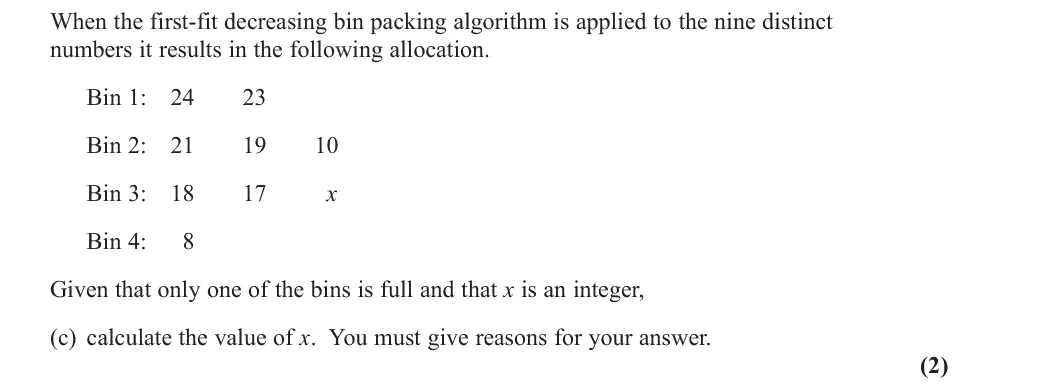 When the first-fit decreasing bin packing algorithm is applied to the nine distinct
numbers it results in the following allocation.
Bin 1: 24 23
Bin 2: 21 19 10
Bin 3: 18 17 x
Bin 4: 8
Given that only one of the bins is full and that x is an integer,
(c) calculate the value of x. You must give reasons for your answer.
(2)